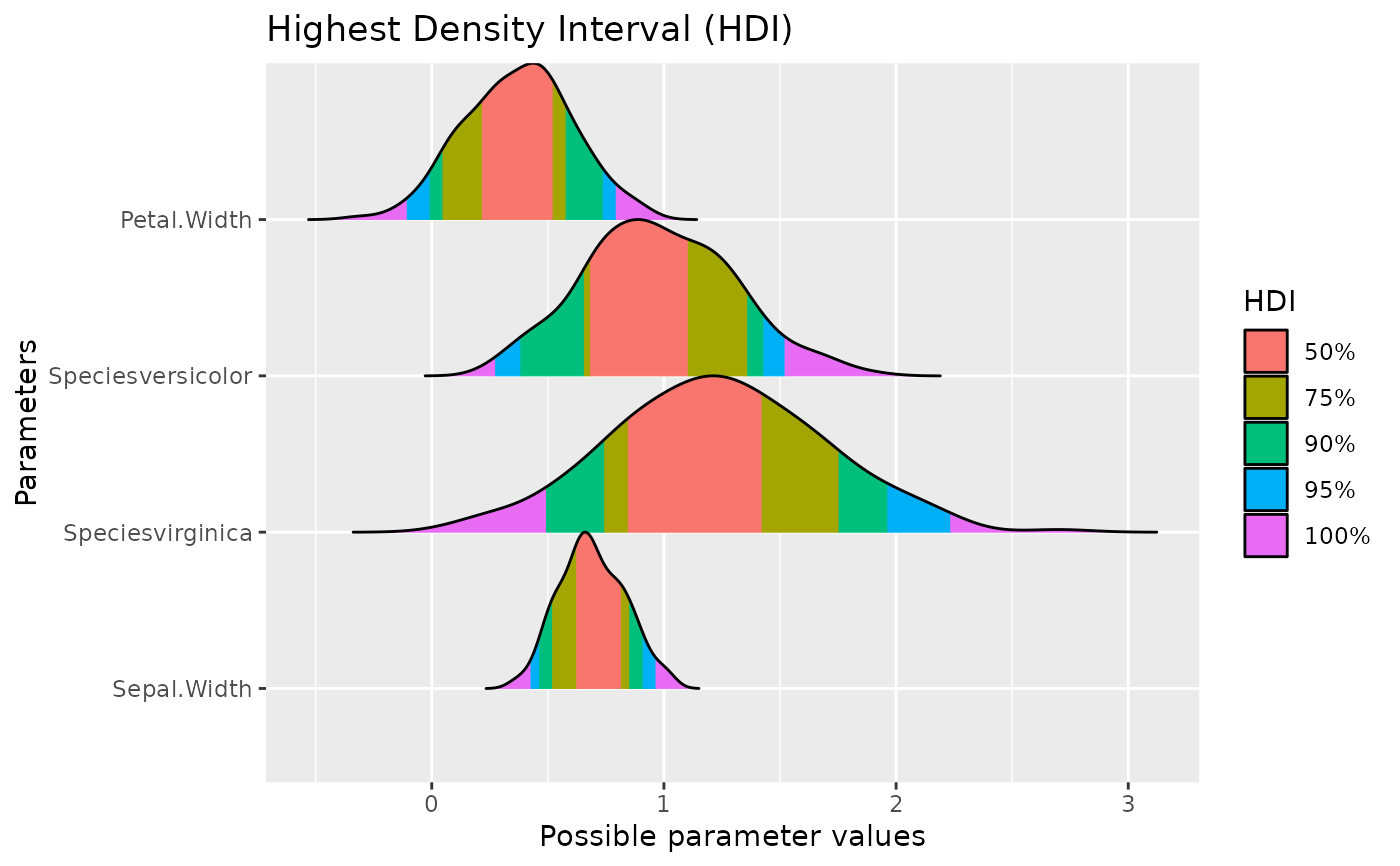 Highest Density Interval (HDI)
Parameters
Petal.Width
Speciesversicolor
Speciesvirginica
Sepal.Width
0 1 2 3
Possible parameter values
HDI
50%
75%
90%
95%
100%